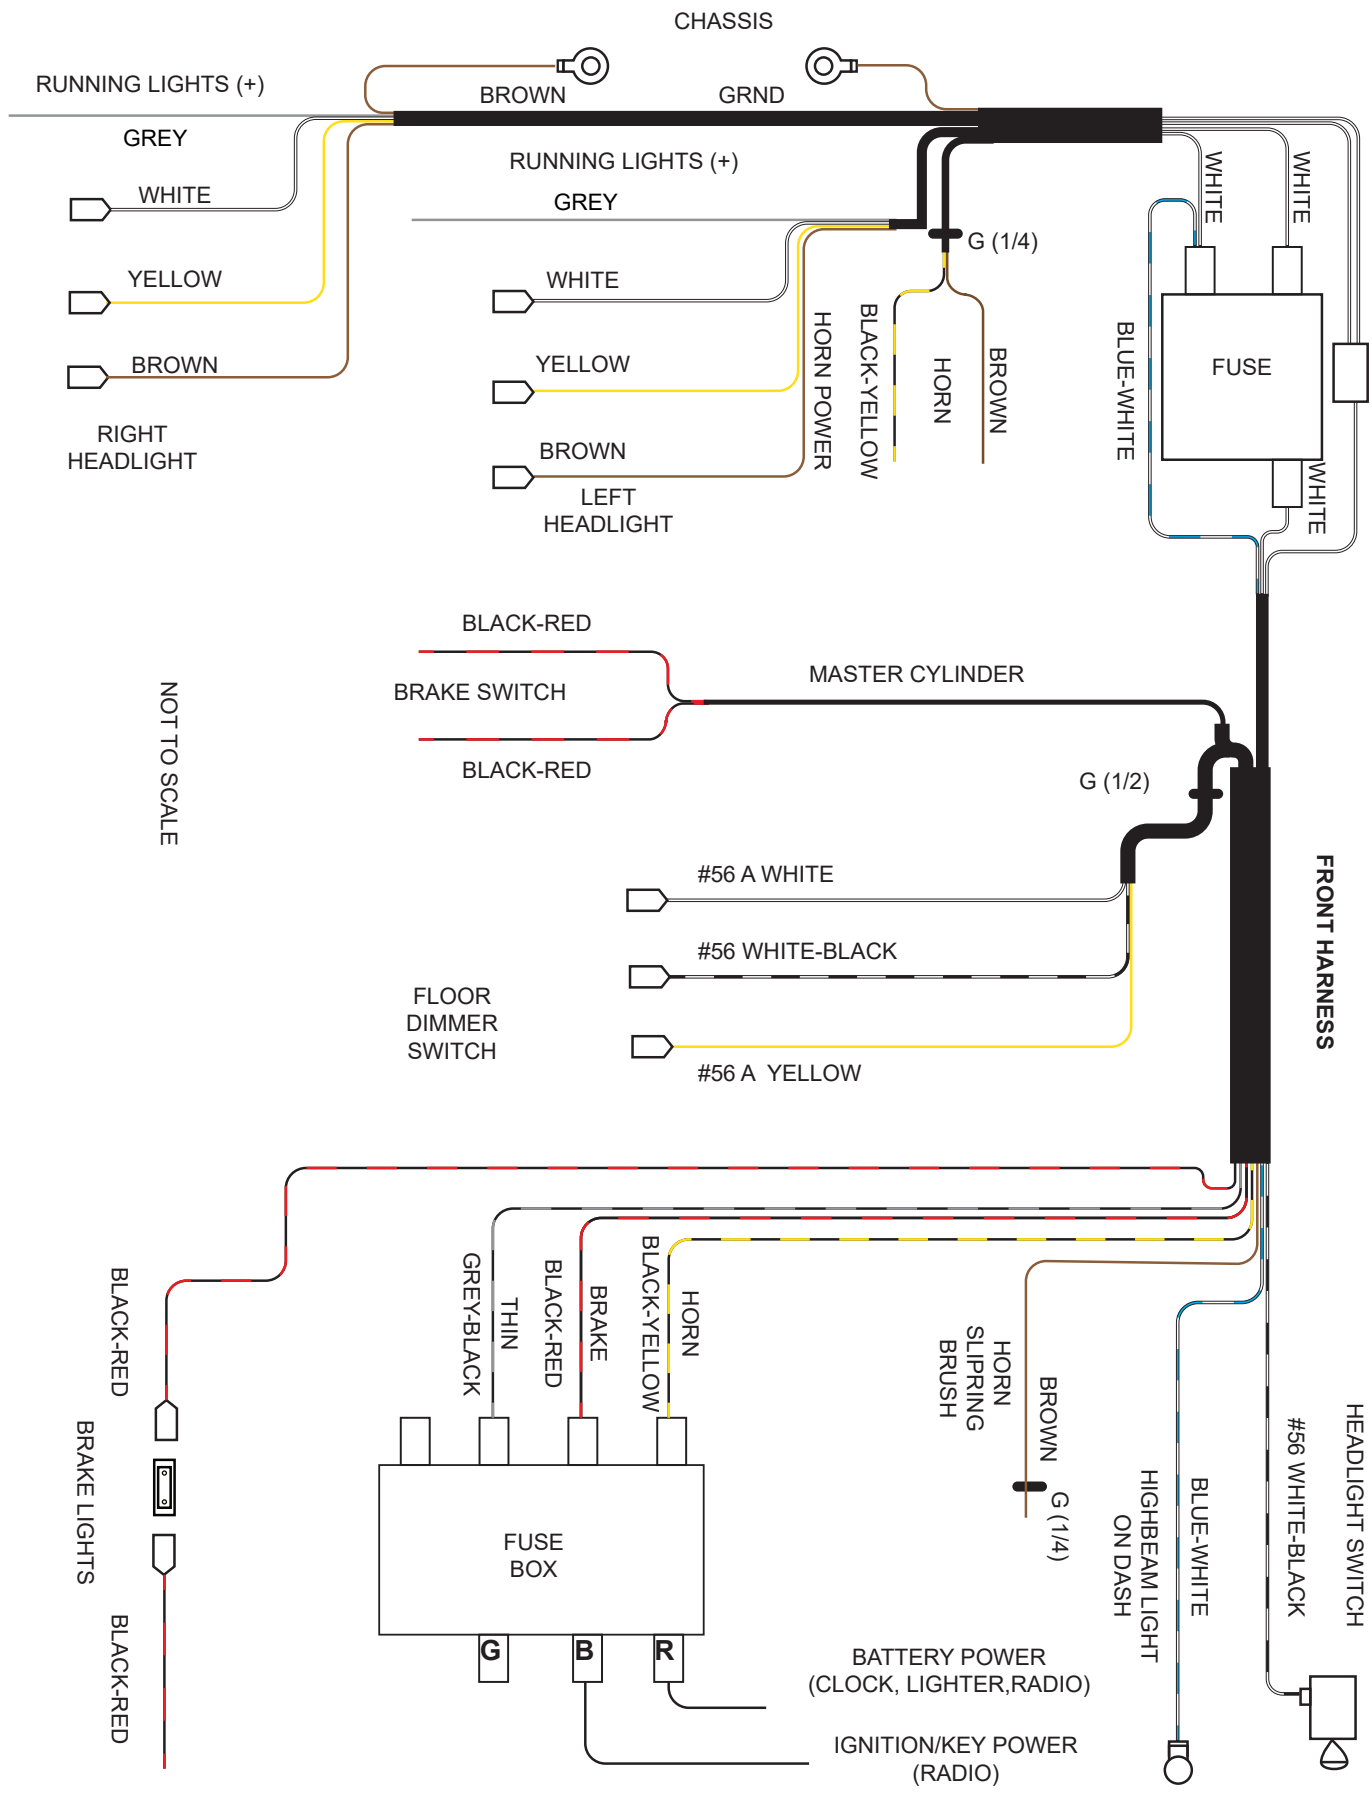 CHASSIS
RUNNING LIGHTS (+)
BROWN
GRND
GREY
RUNNING LIGHTS (+)
WHITE
GREY
WHITE
WHITE
G (1/4)
YELLOW
WHITE
BROWN
YELLOW
HORN POWER
BLACK-YELLOW
HORN
BROWN
BLUE-WHITE
FUSE
RIGHT
HEADLIGHT
BROWN
LEFT
HEADLIGHT
WHITE
BLACK-RED
BRAKE SWITCH
MASTER CYLINDER
BLACK-RED
NOT TO SCALE
G (1/2)
#56 A WHITE
#56 WHITE-BLACK
FLOOR
DIMMER
SWITCH
#56 A  YELLOW
FRONT HARNESS
BLACK-RED
GREY-BLACK
THIN
BLACK-RED
BRAKE
BLACK-YELLOW
HORN
HORN
SLIPRING
BRUSH
BROWN
G (1/4)
BRAKE LIGHTS
BLACK-RED
FUSE
BOX
G
B
R
HIGHBEAM LIGHT
ON DASH
BLUE-WHITE
#56 WHITE-BLACK
HEADLIGHT SWITCH
BATTERY POWER
(CLOCK, LIGHTER,RADIO)
IGNITION/KEY POWER
(RADIO)